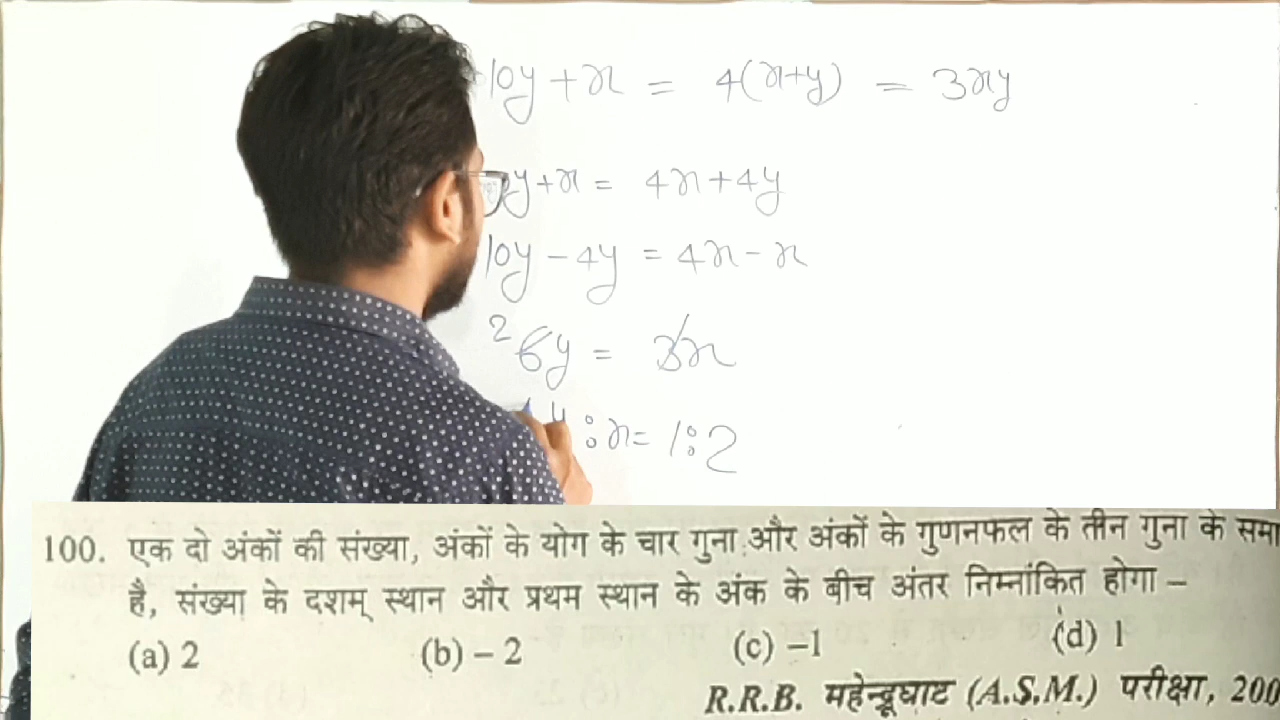 10y + x = 4(x+y) = 3xy
y + x = 4x + 4y
10y - 4y = 4x - x
2
6y = 3x
y : x = 1 : 2
100. एक दो अंकों की संख्या, अंकों के योग के चार गुना और अंकों के गुणनफल के तीन गुना के समा
है, संख्या के दशम् स्थान और प्रथम स्थान के अंक के बीच अंतर निम्नांकित होगा –
(a) 2 (b) – 2 (c) –1 (d) 1
R.R.B. महेन्द्रूघाट (A.S.M.) परीक्षा, 200